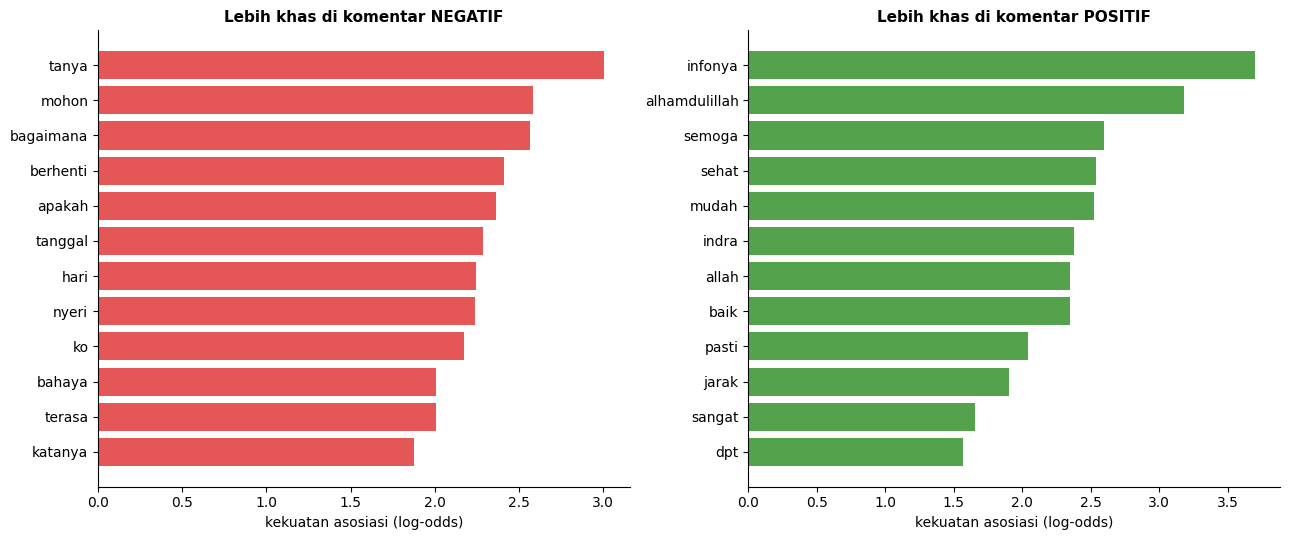 Lebih khas di komentar NEGATIF
tanya
mohon
bagaimana
berhenti
apakah
tanggal
hari
nyeri
ko
bahaya
terasa
katanya
0.0 0.5 1.0 1.5 2.0 2.5 3.0
kekuatan asosiasi (log-odds)
Lebih khas di komentar POSITIF
infonya
alhamdulillah
semoga
sehat
mudah
indra
allah
baik
pasti
jarak
sangat
dpt
0.0 0.5 1.0 1.5 2.0 2.5 3.0 3.5
kekuatan asosiasi (log-odds)